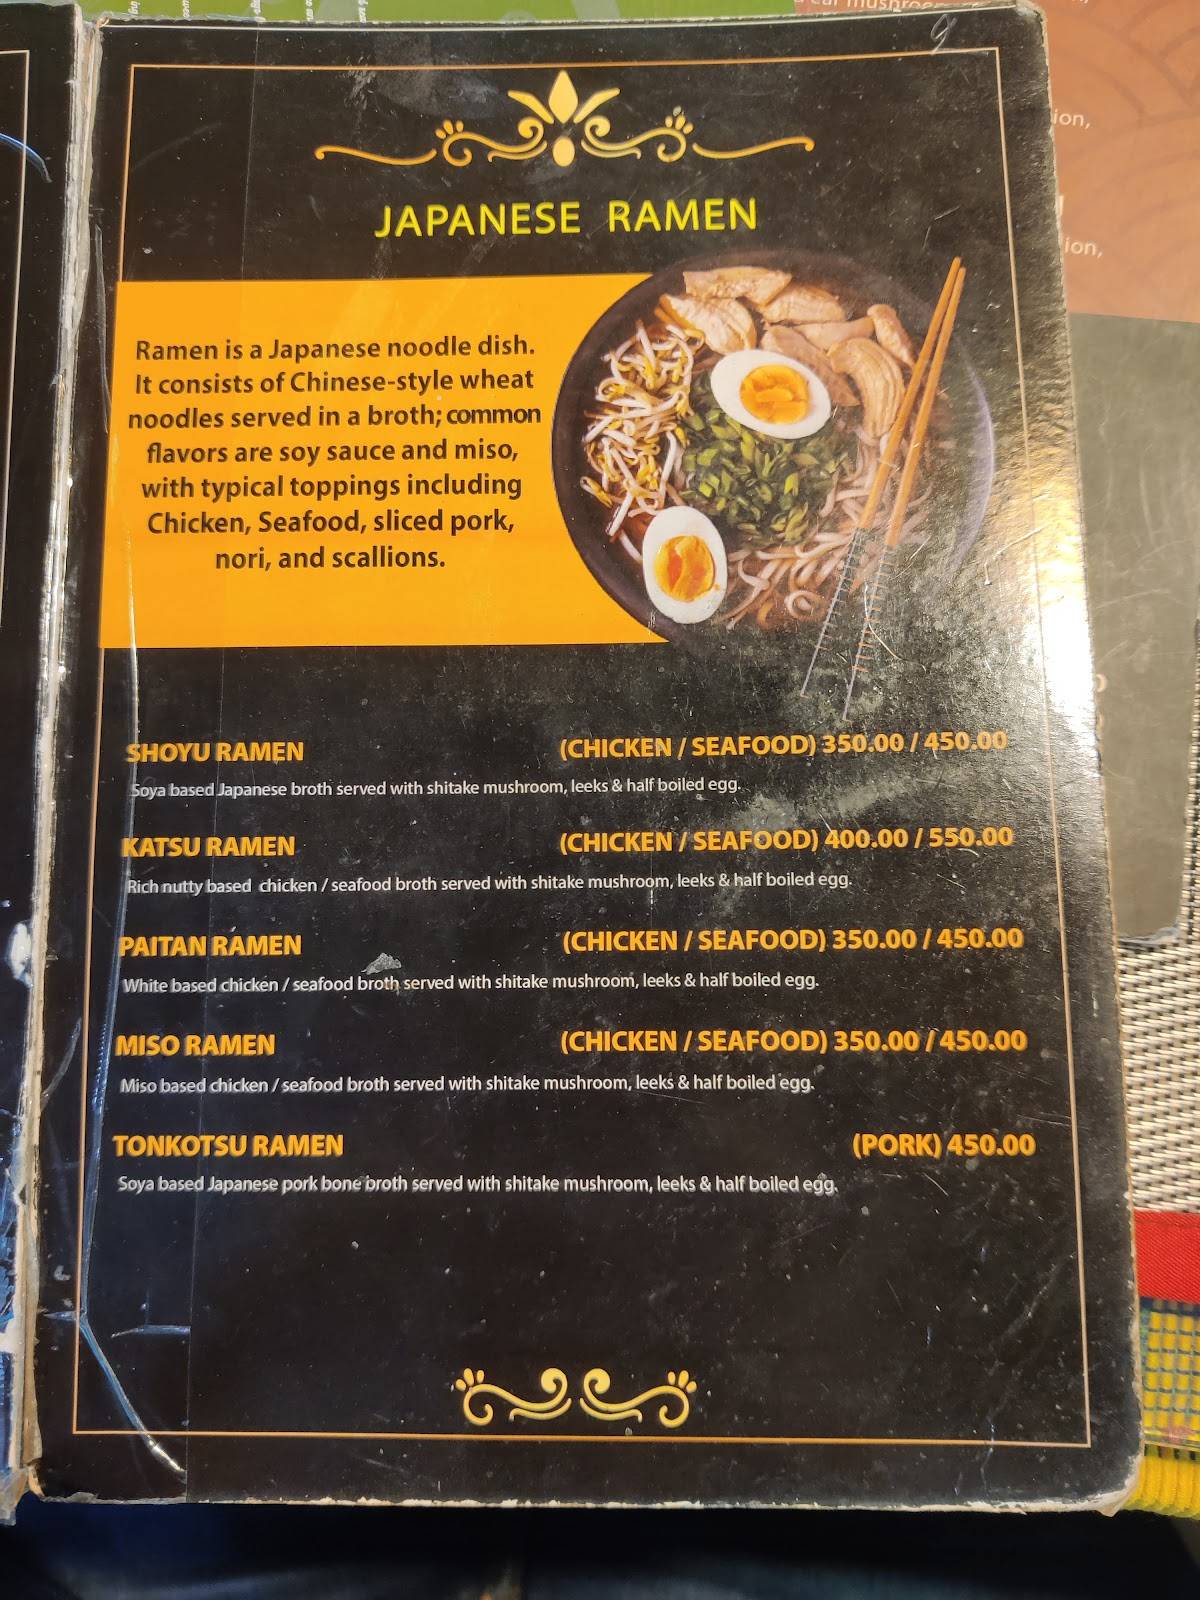 JAPANESE RAMEN
Ramen is a Japanese noodle dish.
It consists of Chinese-style wheat
noodles served in a broth; common
flavors are soy sauce and miso,
with typical toppings including
Chicken, Seafood, sliced pork,
nori, and scallions.
SHOYU RAMEN (CHICKEN / SEAFOOD) 350.00 / 450.00
Soya based Japanese broth served with shitake mushroom, leeks & half boiled egg.
KATSU RAMEN (CHICKEN / SEAFOOD) 400.00 / 550.00
Rich nutty based chicken / seafood broth served with shitake mushroom, leeks & half boiled egg.
PAITAN RAMEN (CHICKEN / SEAFOOD) 350.00 / 450.00
White based chicken / seafood broth served with shitake mushroom, leeks & half boiled egg.
MISO RAMEN (CHICKEN / SEAFOOD) 350.00 / 450.00
Miso based chicken / seafood broth served with shitake mushroom, leeks & half boiled egg.
TONKOTSU RAMEN (PORK) 450.00
Soya based Japanese pork bone broth served with shitake mushroom, leeks & half boiled egg.